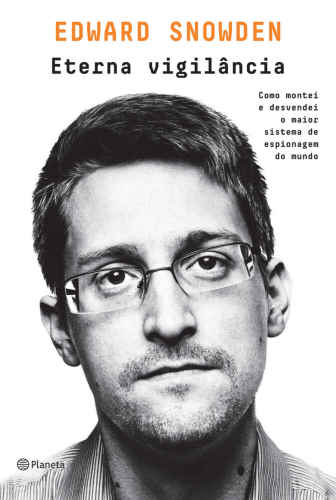 EDWARD SNOWDEN
Eterna vigilância
Como montei
e desvendei
o maior
sistema de
espionagem
do mundo
Planeta